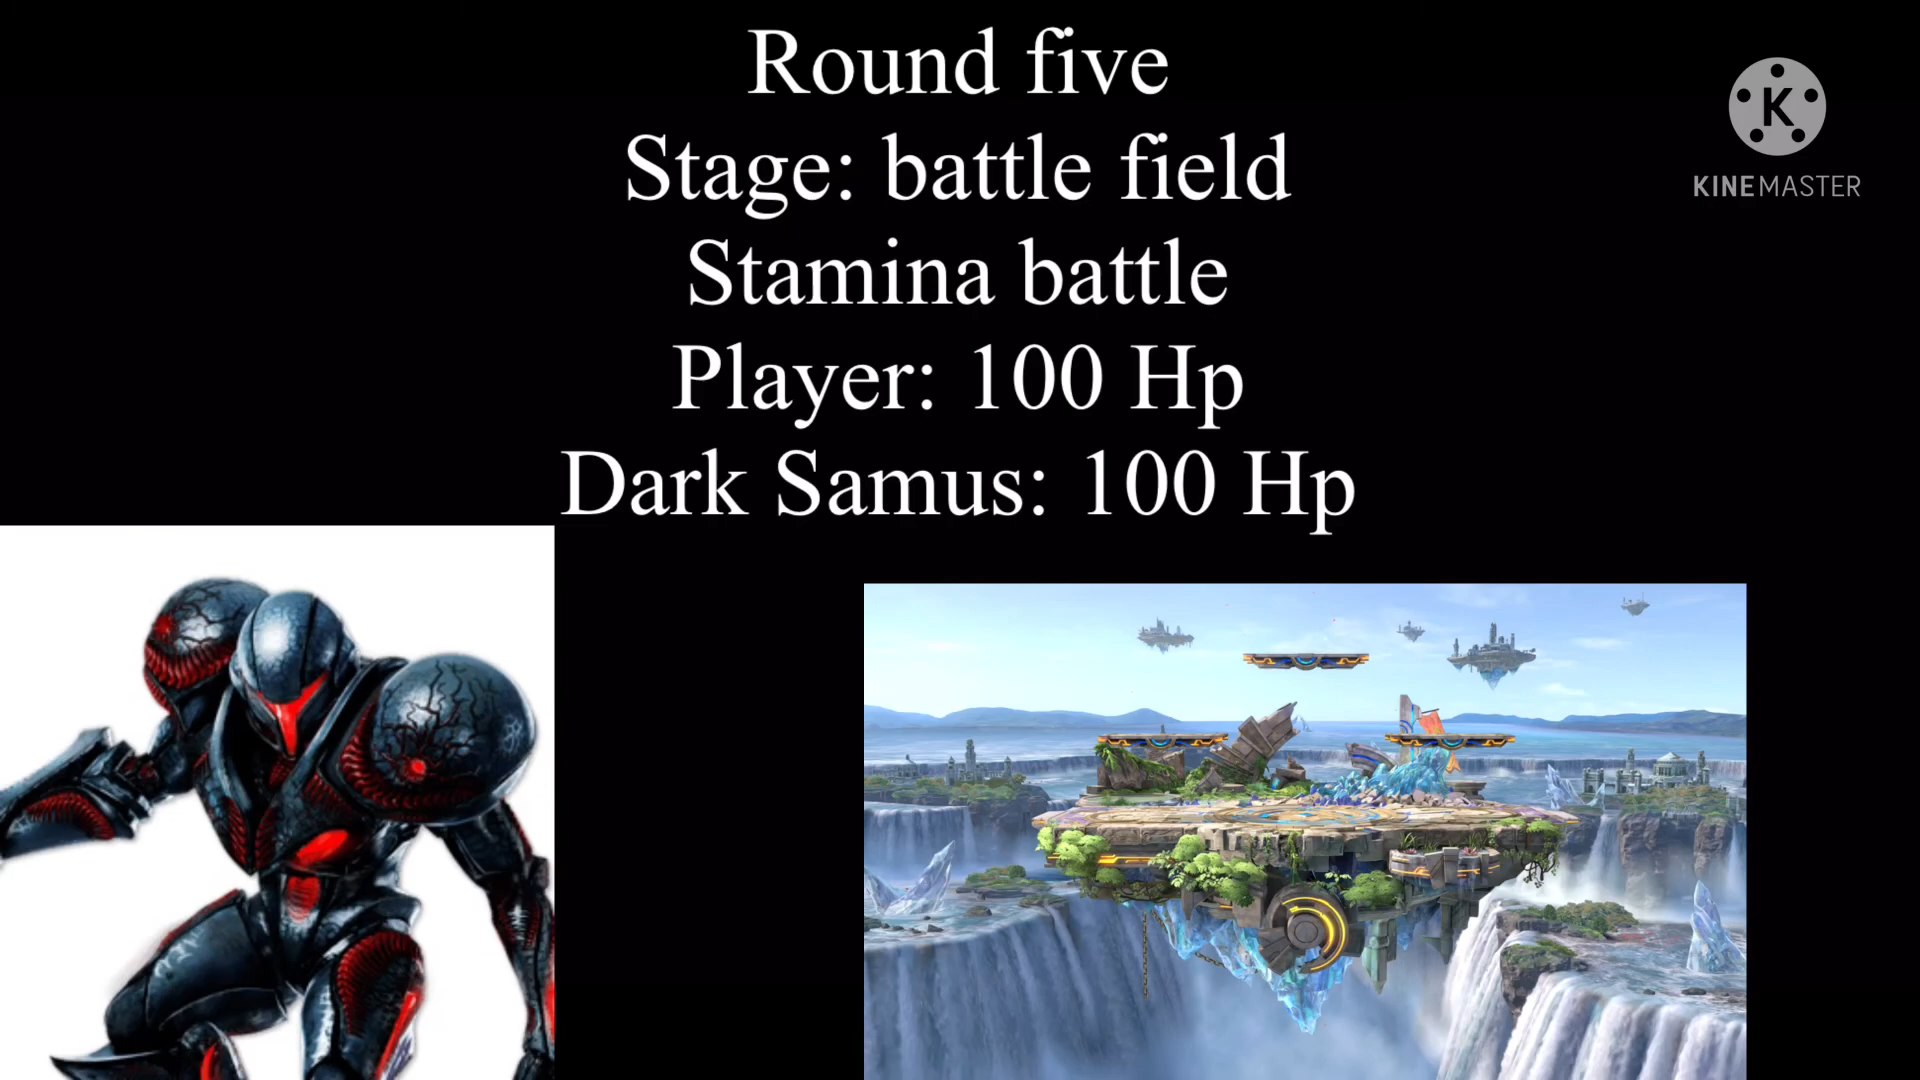 Round five
Stage: battle field
Stamina battle
Player: 100 Hp
Dark Samus: 100 Hp
K
KINEMASTER